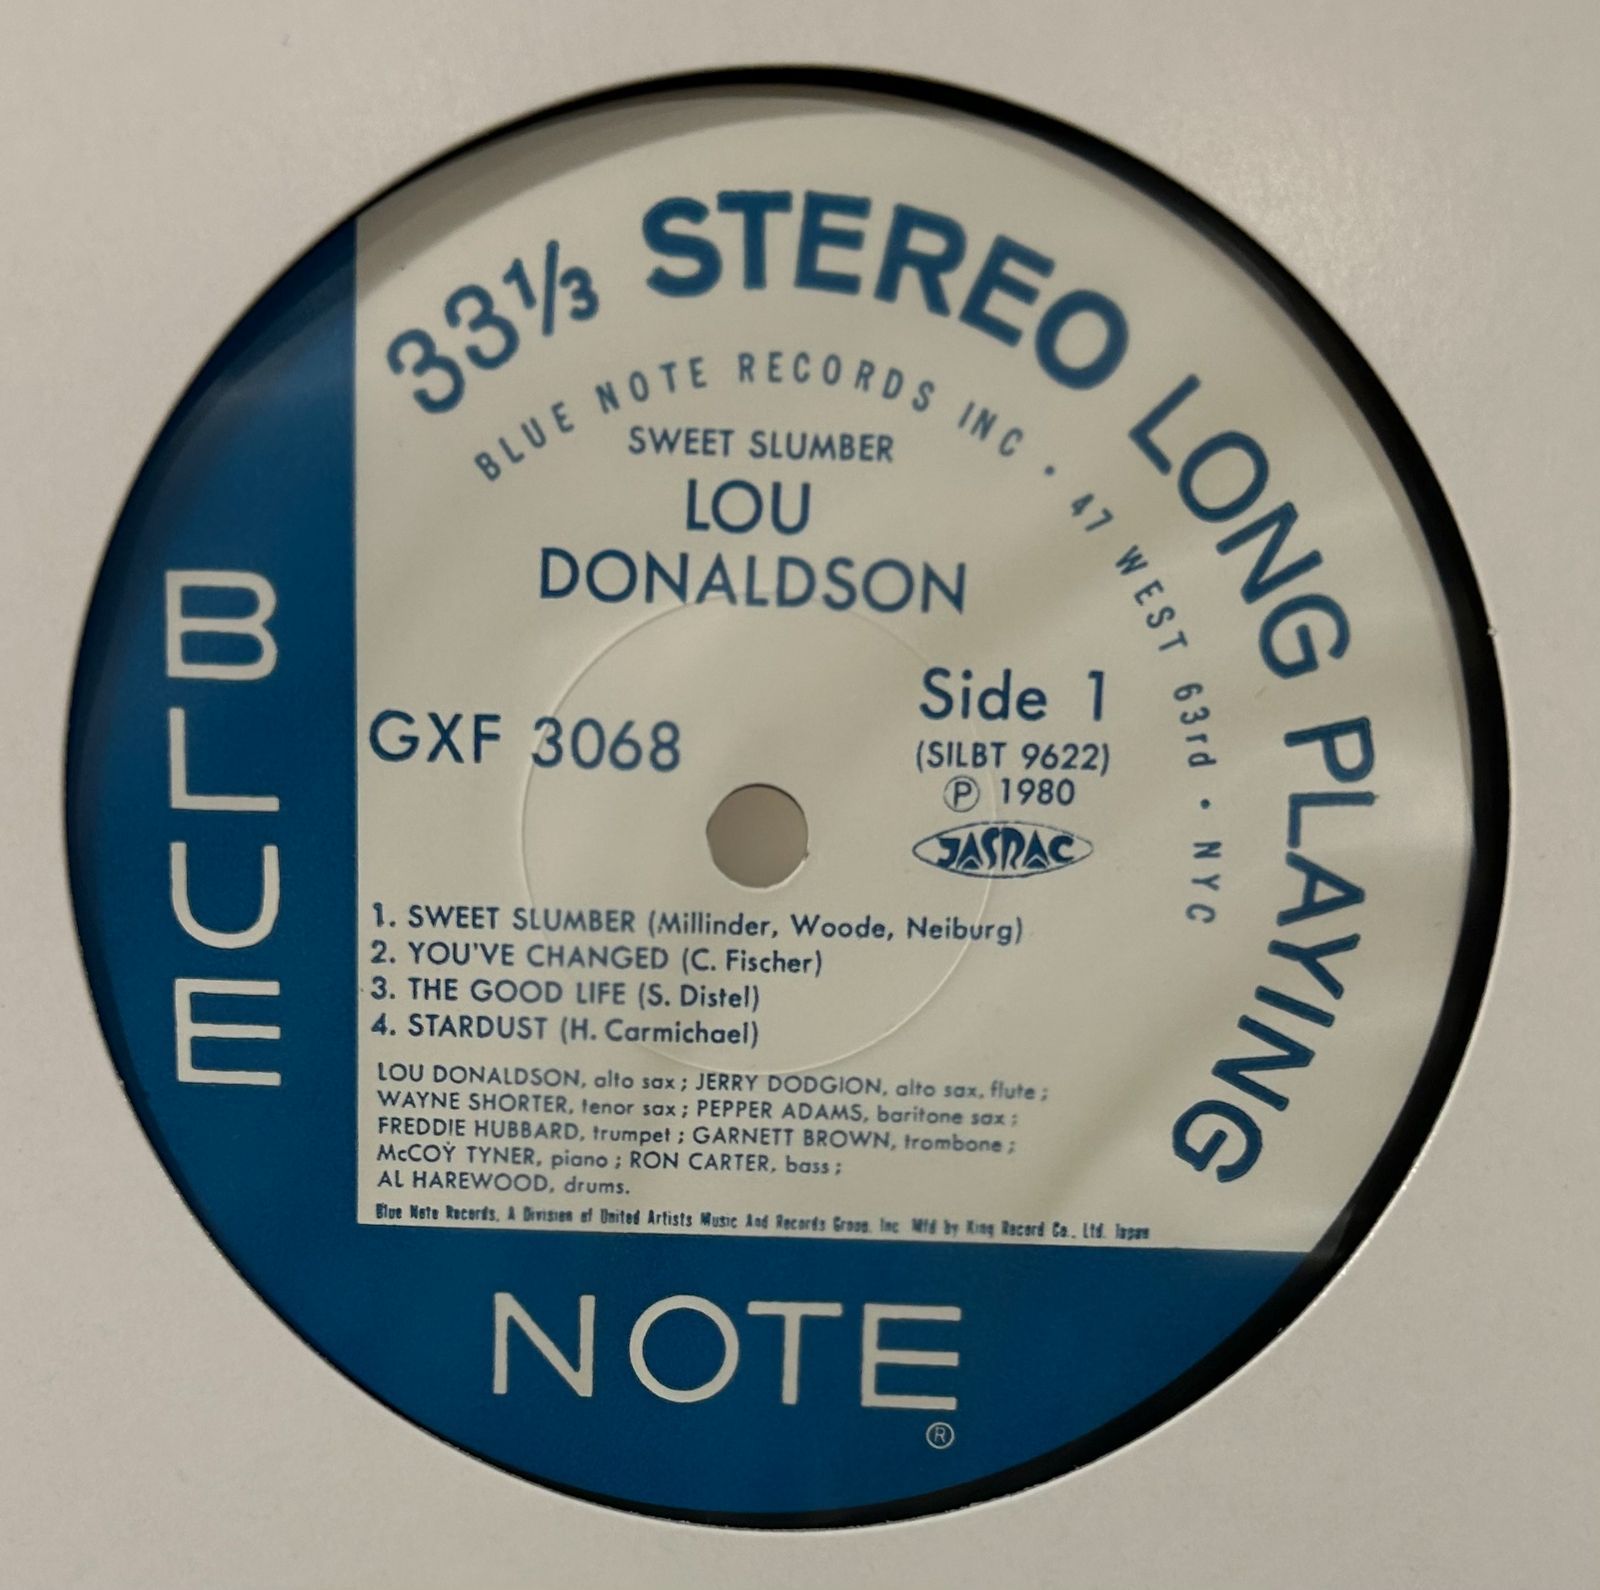 33⅓ STEREO LONG PLAYING
BLUE NOTE RECORDS INC · 47 WEST 63rd · NYC
SWEET SLUMBER
LOU
DONALDSON
Side 1
GXF 3068
(SILBT 9622)
Ⓟ 1980
JASRAC
1. SWEET SLUMBER (Millinder, Woode, Neiburg)
2. YOU'VE CHANGED (C. Fischer)
3. THE GOOD LIFE (S. Distel)
4. STARDUST (H. Carmichael)
LOU DONALDSON, alto sax; JERRY DODGION, alto sax, flute;
WAYNE SHORTER, tenor sax; PEPPER ADAMS, baritone sax;
FREDDIE HUBBARD, trumpet; GARNETT BROWN, trombone;
McCOY TYNER, piano; RON CARTER, bass;
AL HAREWOOD, drums.
Blue Note Records, A Division of United Artists Music And Records Group, Inc Mfd by King Record Co., Ltd. Japan
BLUE
NOTE
®